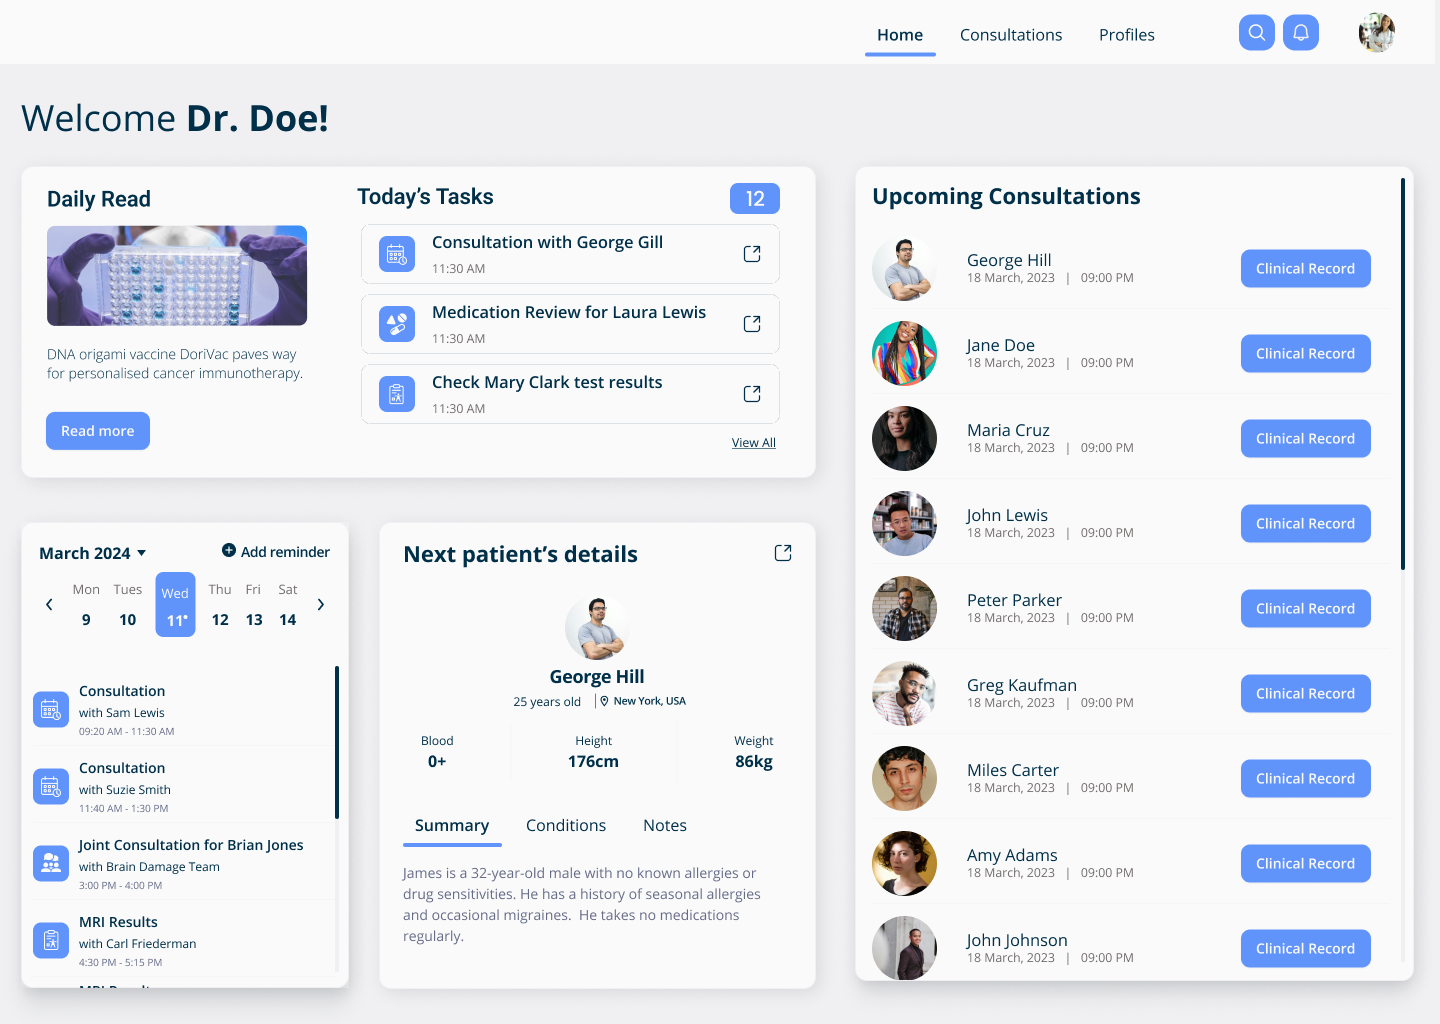 Home Consultations Profiles
Welcome Dr. Doe!
Daily Read
DNA origami vaccine DoriVac paves way
for personalised cancer immunotherapy.
Read more
Today's Tasks 12
Consultation with George Gill
11:30 AM
Medication Review for Laura Lewis
11:30 AM
Check Mary Clark test results
11:30 AM
View All
Upcoming Consultations
George Hill
18 March, 2023 | 09:00 PM
Clinical Record
Jane Doe
18 March, 2023 | 09:00 PM
Clinical Record
Maria Cruz
18 March, 2023 | 09:00 PM
Clinical Record
John Lewis
18 March, 2023 | 09:00 PM
Clinical Record
Peter Parker
18 March, 2023 | 09:00 PM
Clinical Record
Greg Kaufman
18 March, 2023 | 09:00 PM
Clinical Record
Miles Carter
18 March, 2023 | 09:00 PM
Clinical Record
Amy Adams
18 March, 2023 | 09:00 PM
Clinical Record
John Johnson
18 March, 2023 | 09:00 PM
Clinical Record
March 2024 Add reminder
Mon Tues Wed Thu Fri Sat
9 10 11 12 13 14
Consultation
with Sam Lewis
09:20 AM - 11:30 AM
Consultation
with Suzie Smith
11:40 AM - 1:30 PM
Joint Consultation for Brian Jones
with Brain Damage Team
3:00 PM - 4:00 PM
MRI Results
with Carl Friederman
4:30 PM - 5:15 PM
Next patient's details
George Hill
25 years old | New York, USA
Blood Height Weight
0+ 176cm 86kg
Summary Conditions Notes
James is a 32-year-old male with no known allergies or
drug sensitivities. He has a history of seasonal allergies
and occasional migraines. He takes no medications
regularly.